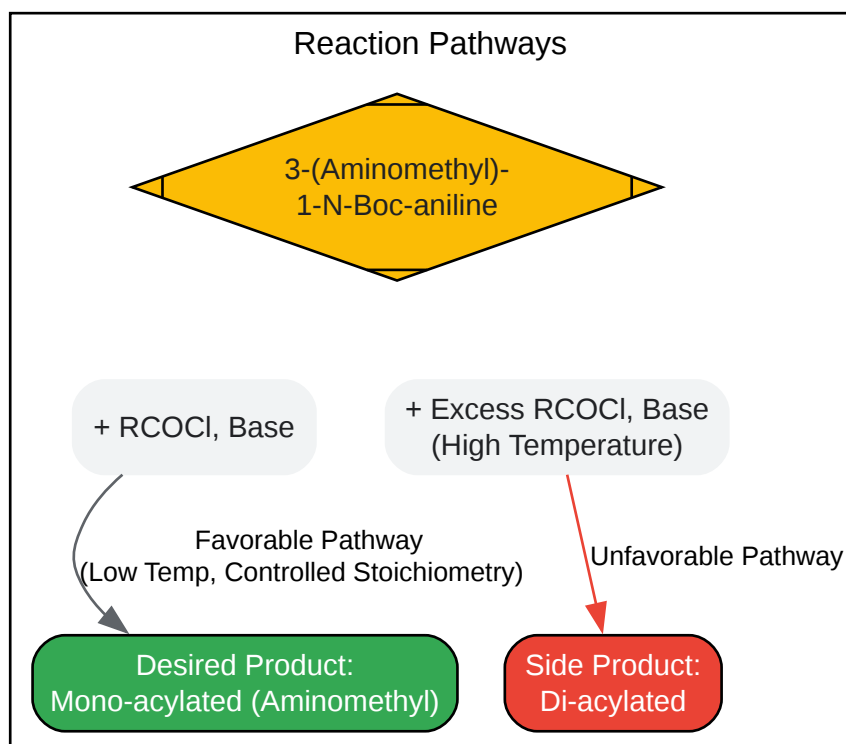 Reaction Pathways
3-(Aminomethyl)-
1-N-Boc-aniline
+ RCOCl, Base
+ Excess RCOCl, Base
(High Temperature)
Favorable Pathway
(Low Temp, Controlled Stoichiometry)
Unfavorable Pathway
Desired Product:
Mono-acylated (Aminomethyl)
Side Product:
Di-acylated